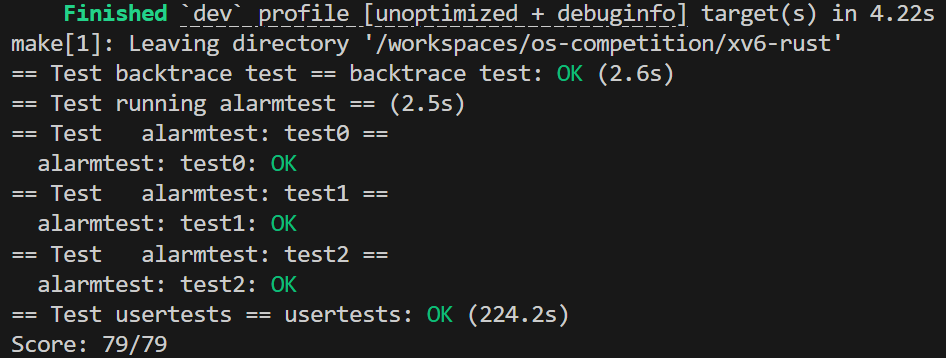 Finished `dev` profile [unoptimized + debuginfo] target(s) in 4.22s
make[1]: Leaving directory '/workspaces/os-competition/xv6-rust'
== Test backtrace test == backtrace test: OK (2.6s)
== Test running alarmtest == (2.5s)
== Test   alarmtest: test0 ==
  alarmtest: test0: OK
== Test   alarmtest: test1 ==
  alarmtest: test1: OK
== Test   alarmtest: test2 ==
  alarmtest: test2: OK
== Test usertests == usertests: OK (224.2s)
Score: 79/79